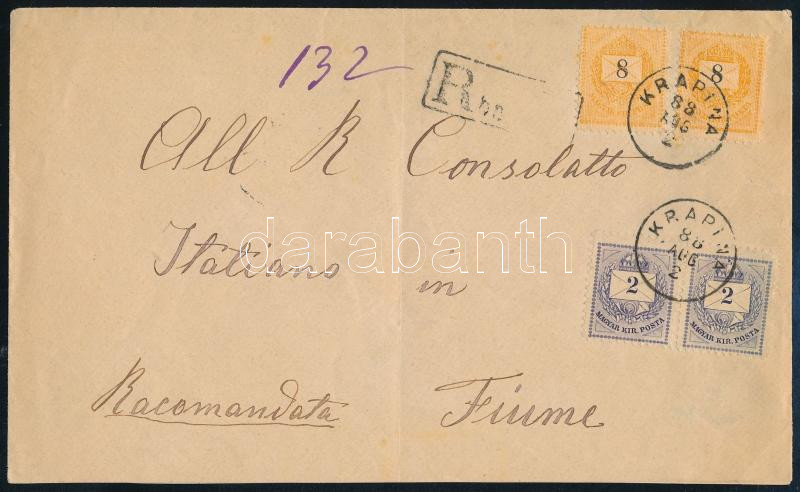 132
R
8
8
KRAPINA
88
AUG
2
All R Consolatto
Italiano in
Racomandata
Fiume
KRAPINA
88
AUG
2
2
MAGYAR KIR. POSTA
2
MAGYAR KIR. POSTA
darabanth